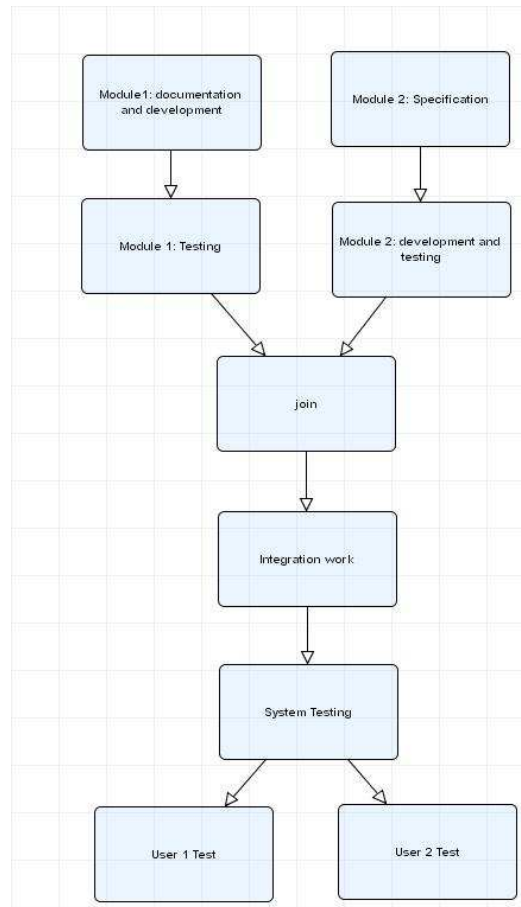 Module1: documentation
and development
Module 2: Specification
Module 1: Testing
Module 2: development and
testing
join
Integration work
System Testing
User 1 Test
User 2 Test